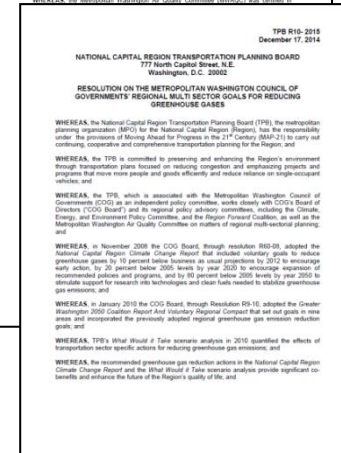 WHEREAS, the Metropolitan Washington Air Quality Committee (MWAQC) was certified in
TPB R10- 2015
December 17, 2014
NATIONAL CAPITAL REGION TRANSPORTATION PLANNING BOARD
777 North Capitol Street, N.E.
Washington, D.C. 20002
RESOLUTION ON THE METROPOLITAN WASHINGTON COUNCIL OF
GOVERNMENTS' REGIONAL MULTI SECTOR GOALS FOR REDUCING
GREENHOUSE GASES
WHEREAS, the National Capital Region Transportation Planning Board (TPB), the metropolitan
planning organization (MPO) for the National Capital Region (Region), has the responsibility
under the provisions of Moving Ahead for Progress in the 21st Century (MAP-21) to carry out
continuing, cooperative and comprehensive transportation planning for the Region; and
WHEREAS, the TPB is committed to preserving and enhancing the Region's environment
through transportation plans focused on reducing congestion and emphasizing projects and
programs that move more people and goods efficiently and reduce reliance on single-occupant
vehicles; and
WHEREAS, the TPB, which is associated with the Metropolitan Washington Council of
Governments (COG) as an independent policy committee, works closely with COG's Board of
Directors ("COG Board") and its regional policy advisory committees, including the Climate,
Energy, and Environment Policy Committee, and the Region Forward Coalition, as well as the
Metropolitan Washington Air Quality Committee on matters of regional multi-sectoral planning;
and
WHEREAS, in November 2008 the COG Board, through resolution R60-08, adopted the
National Capital Region Climate Change Report that included voluntary goals to reduce
greenhouse gases by 10 percent below business as usual projections by 2012 to encourage
early action, by 20 percent below 2005 levels by year 2020 to encourage expansion of
recommended policies and programs, and by 80 percent below 2005 levels by year 2050 to
stimulate support for research into technologies and clean fuels needed to stabilize greenhouse
gas emissions; and
WHEREAS, in January 2010 the COG Board, through Resolution R9-10, adopted the Greater
Washington 2050 Coalition Report And Voluntary Regional Compact that set out goals in nine
areas and incorporated the previously adopted regional greenhouse gas emission reduction
goals; and
WHEREAS, TPB's What Would it Take scenario analysis in 2010 quantified the effects of
transportation sector specific actions for reducing greenhouse gas emissions; and
WHEREAS, the recommended greenhouse gas reduction actions in the National Capital Region
Climate Change Report and the What Would it Take scenario analysis provide significant co-
benefits and enhance the future of the Region's quality of life; and